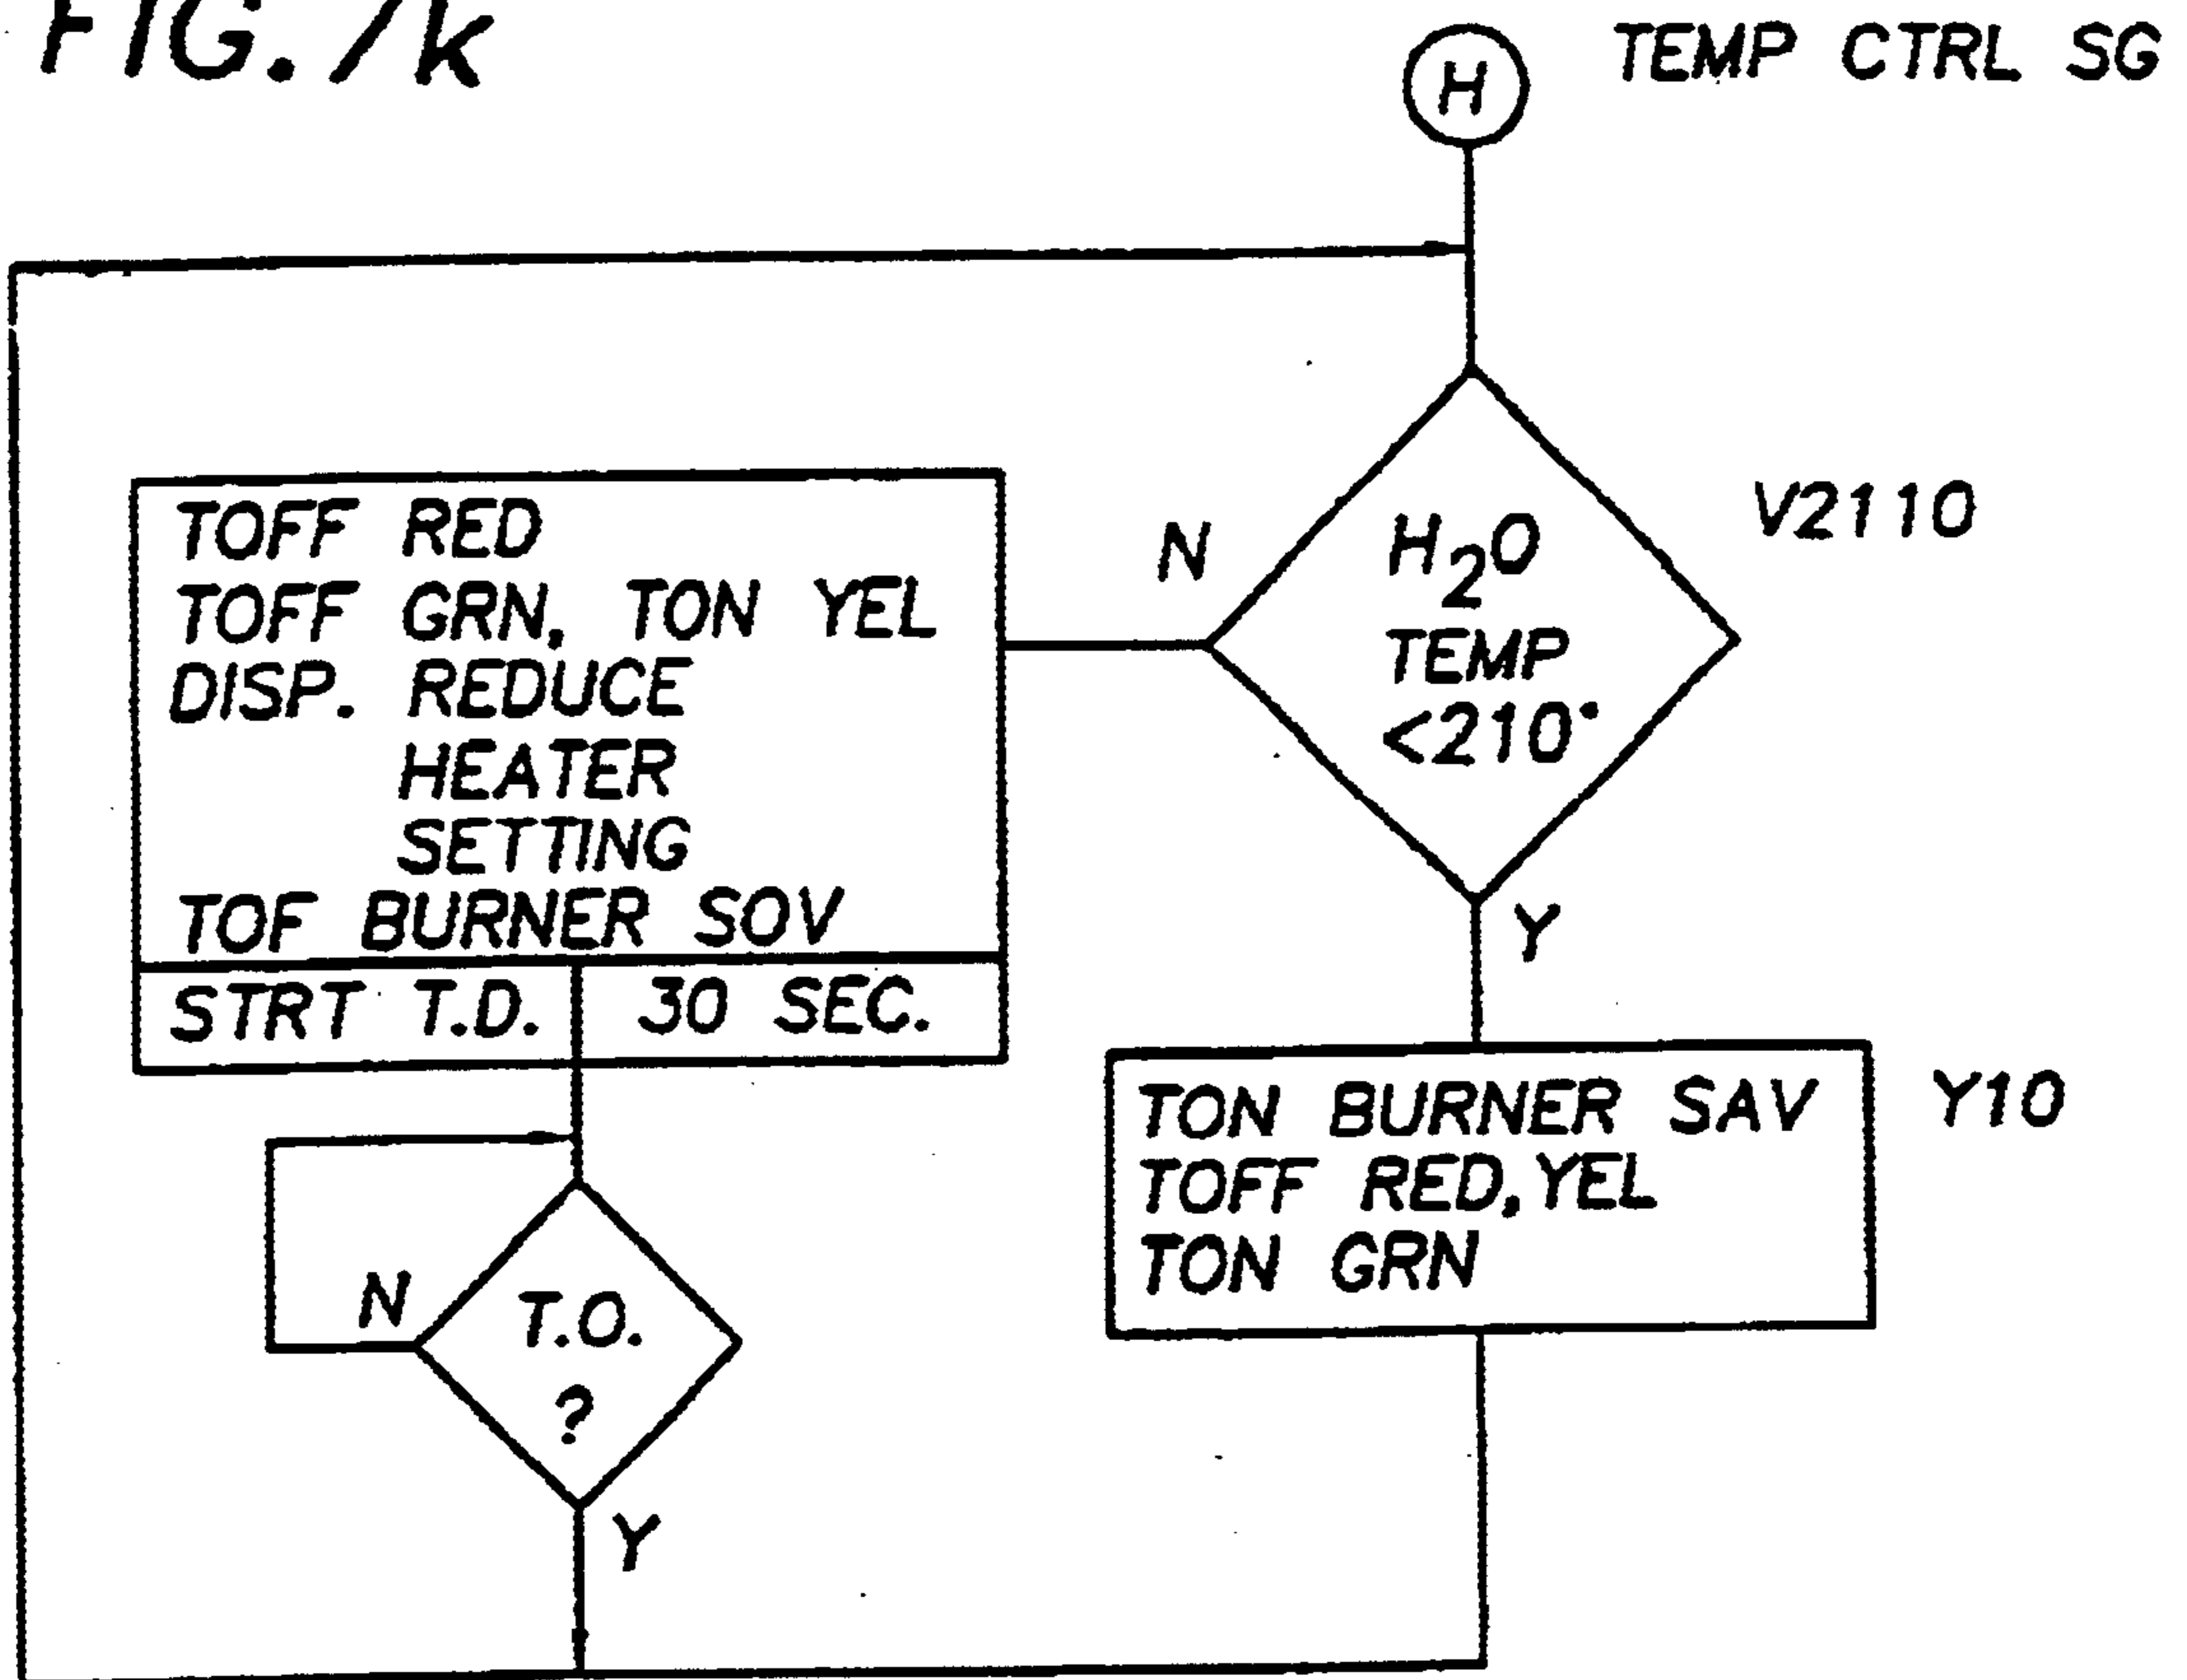 FIG. 7k
H
TEMP CTRL SG
H2O
TEMP
<210°
V2110
N
Y
TOFF RED
TOFF GRN, TON YEL
DISP. REDUCE
HEATER
SETTING
TOF BURNER SOV
STRT T.D. 30 SEC.
TON BURNER SAV
TOFF RED, YEL
TON GRN
Y10
N
T.O.
?
Y